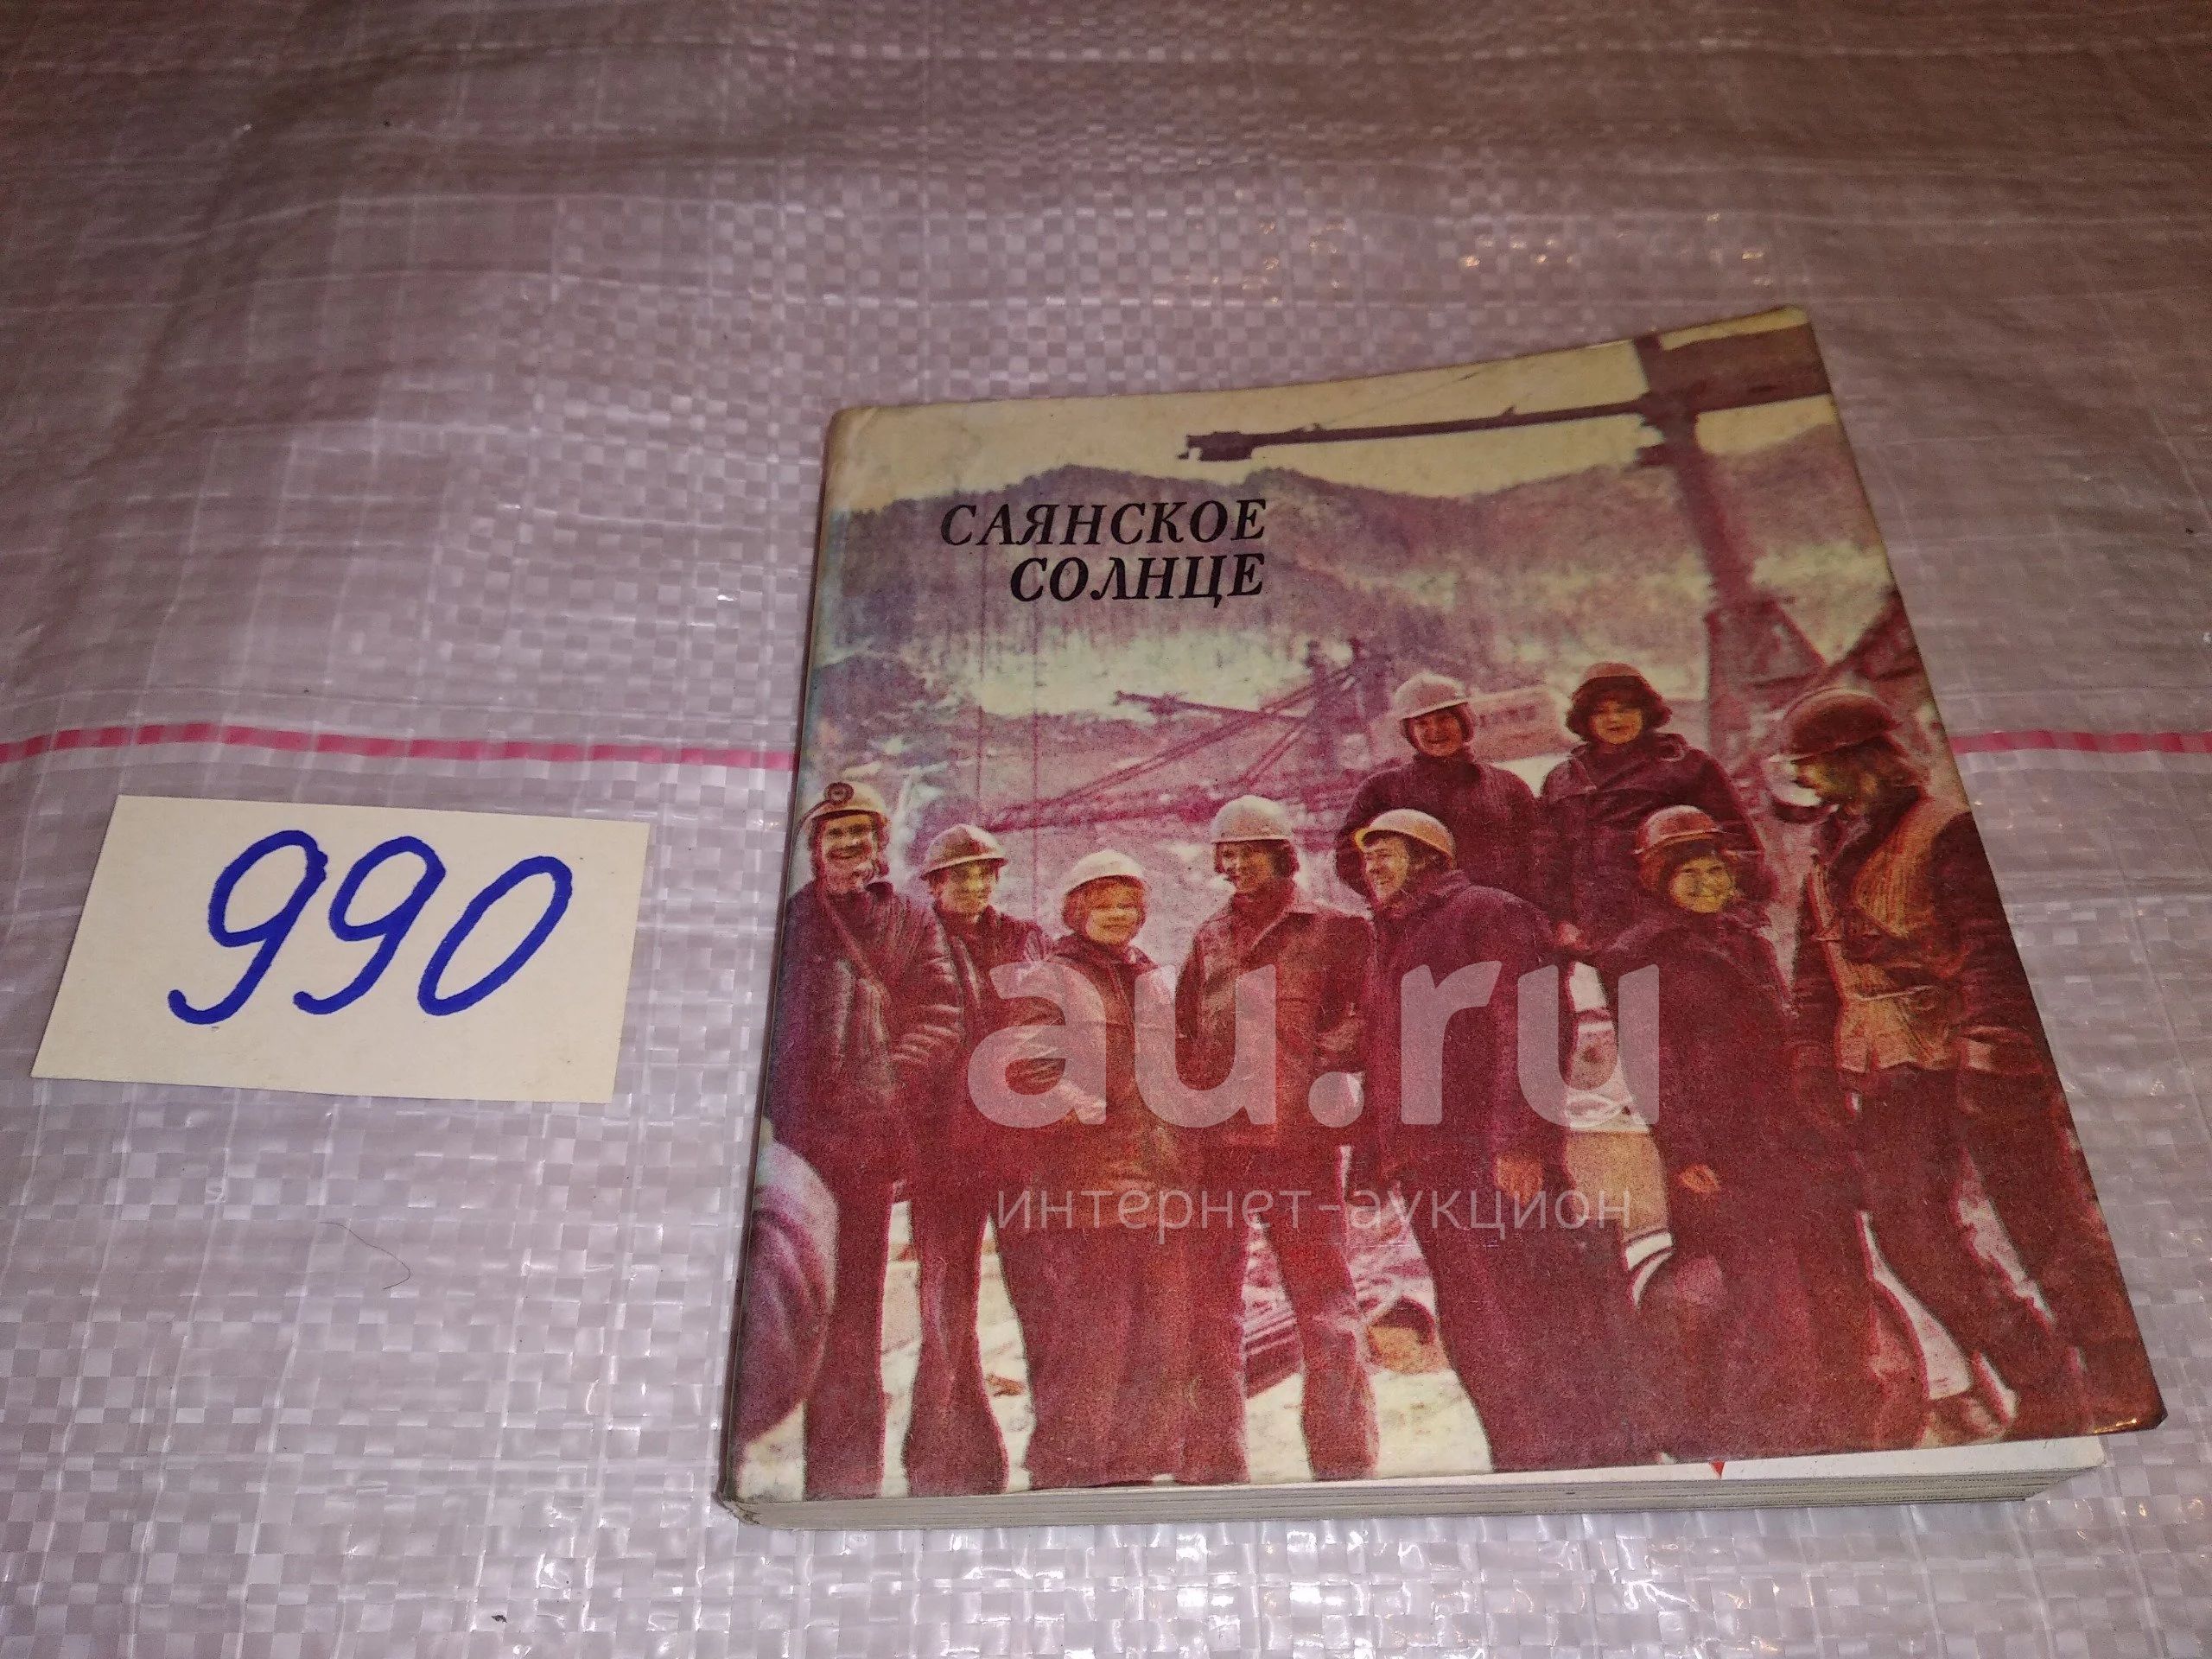 САЯНСКОЕ
СОЛНЦЕ
990
au.ru
интернет-аукцион